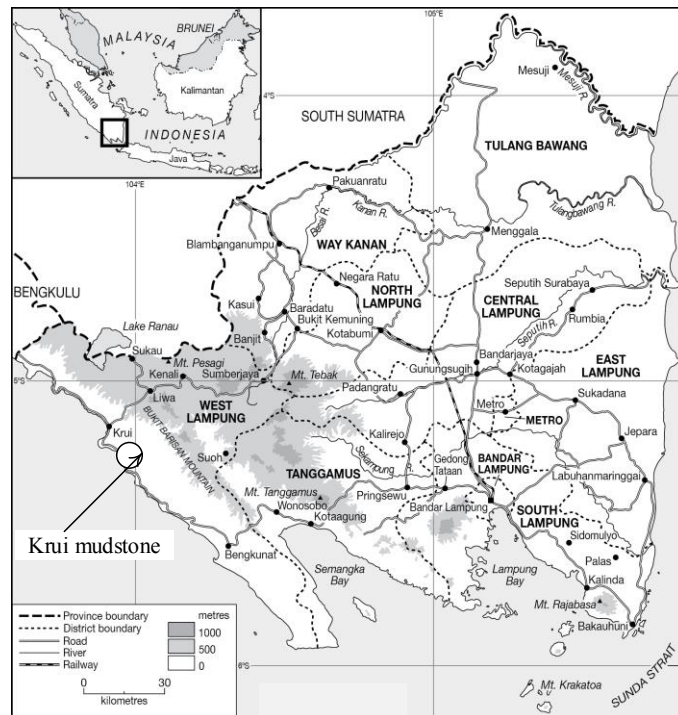 MALAYSIA
BRUNEI
Sumatra
Kalimantan
INDONESIA
Java
105°E
4°S
Mesuji
Mesuji R.
SOUTH SUMATRA
TULANG BAWANG
104°E
Pakuanratu
Kanan R.
Besai R.
Tulangbawang R.
Menggala
WAY KANAN
Blambanganumpu
BENGKULU
Negara Ratu
NORTH
LAMPUNG
CENTRAL
LAMPUNG
Seputih Surabaya
Rumbia
Seputih R.
Kasui
Baradatu
Bukit Kemuning
Lake Ranau
Banjit
Kotabumi
Sukau
Mt. Pesagi
Kenali
Sumberjaya
Mt. Tebak
Gunungsugih
Bandarjaya
Kotagajah
EAST
LAMPUNG
5°S
Liwa
WEST
LAMPUNG
Padangratu
Metro
METRO
Sukadana
Krui
BUKIT BARISAN MOUNTAIN
Suoh
Kalirejo
Jepara
Sekampung R.
TANGGAMUS
Gedong
Tataan
BANDAR
LAMPUNG
Labuhanmaringgai
Mt. Tanggamus
Pringsewu
Wonosobo
Kotaagung
Bandar Lampung
SOUTH
LAMPUNG
Sidomulyo
Krui mudstone
Bengkunat
Semangka
Bay
Lampung
Bay
Palas
Kalinda
Mt. Rajabasa
Bakauhuni
Province boundary
District boundary
Road
River
Railway
metres
1000
500
0
0
30
kilometres
6°S
SUNDA STRAIT
Mt. Krakatoa